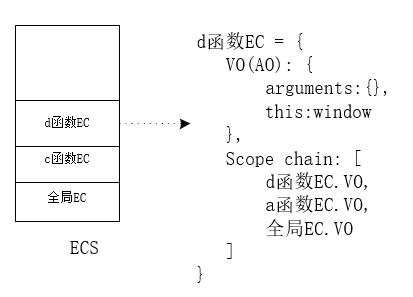 d函数EC
c函数EC
全局EC
ECS
d函数EC = {
VO(AO): {
arguments:{},
this:window
},
Scope chain: [
d函数EC.VO,
a函数EC.VO,
全局EC.VO
]
}